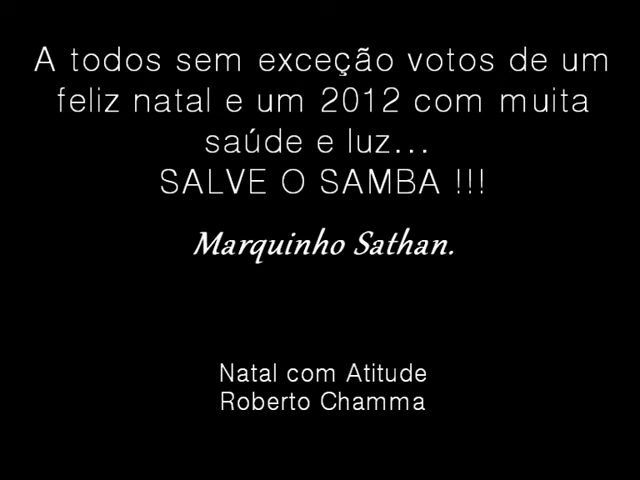 A todos sem exceção votos de um
feliz natal e um 2012 com muita
saúde e luz...
SALVE O SAMBA !!!
Marquinho Sathan.
Natal com Atitude
Roberto Chamma